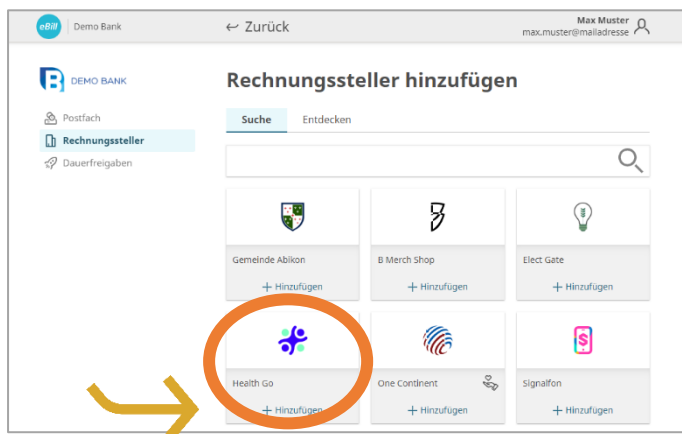 eBill Demo Bank
← Zurück
Max Muster
max.muster@mailadresse
DEMO BANK
Postfach
Rechnungssteller
Dauerfreigaben
Rechnungssteller hinzufügen
Suche Entdecken
Gemeinde Abikon
+ Hinzufügen
B Merch Shop
+ Hinzufügen
Elect Gate
+ Hinzufügen
Health Go
+ Hinzufügen
One Continent
+ Hinzufügen
Signalfon
+ Hinzufügen